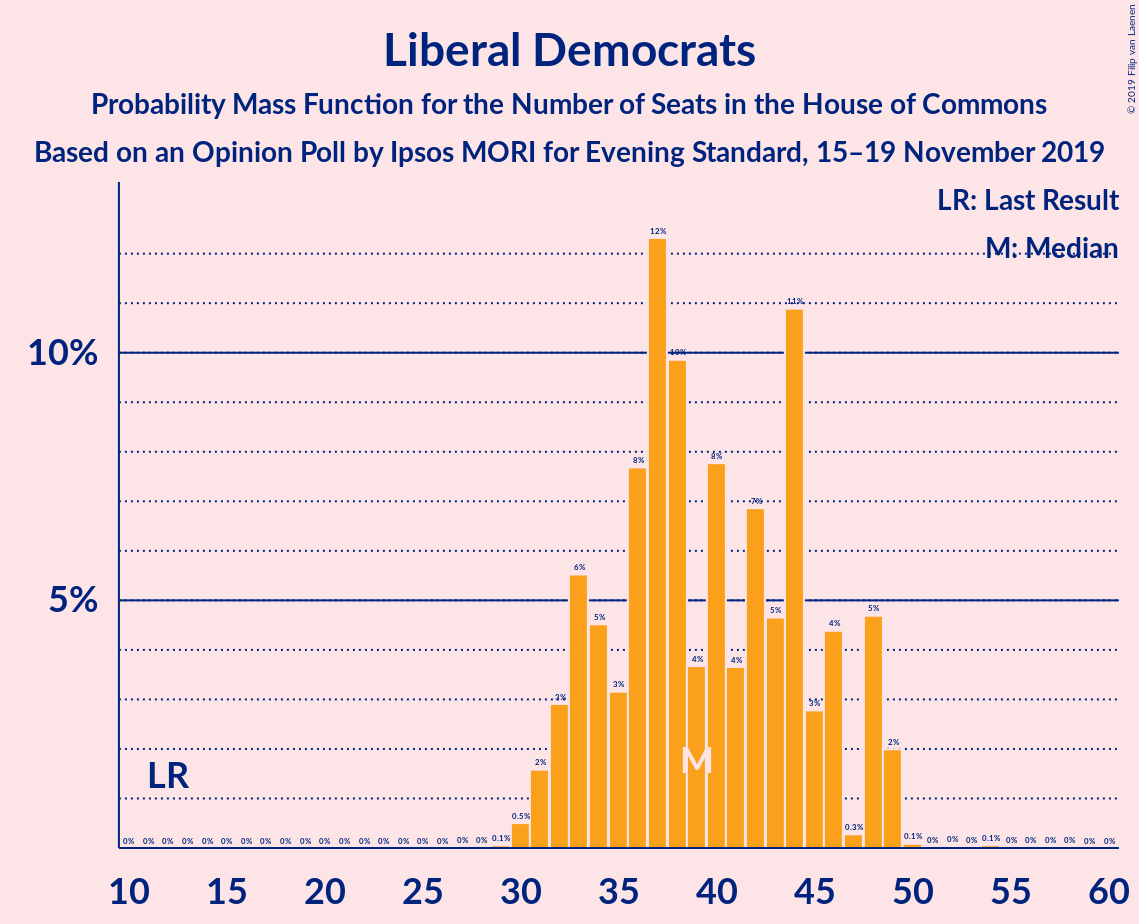 Liberal Democrats
Probability Mass Function for the Number of Seats in the House of Commons
Based on an Opinion Poll by Ipsos MORI for Evening Standard, 15–19 November 2019
© 2019 Filip van Laenen
LR: Last Result
M: Median
10%
5%
0% 0% 0% 0% 0% 0% 0% 0% 0% 0% 0% 0% 0% 0% 0% 0% 0% 0% 0% 0.1% 0.5% 2% 3% 6% 5% 3% 8% 12% 10% 4% 8% 4% 7% 5% 11% 3% 4% 0.3% 5% 2% 0.1% 0% 0% 0% 0.1% 0% 0% 0% 0% 0% 0%
LR
M
10 15 20 25 30 35 40 45 50 55 60